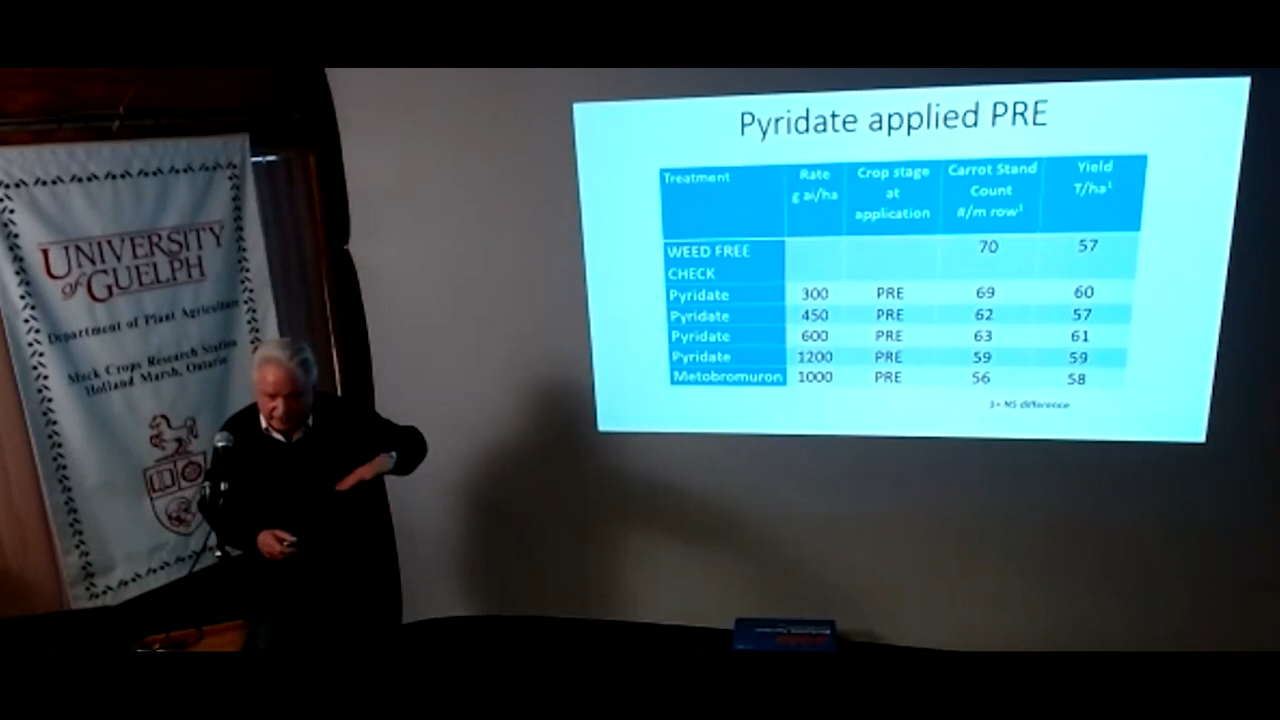 UNIVERSITY
of GUELPH
Department of Plant Agriculture
Muck Crops Research Station
Holland Marsh, Ontario
Pyridate applied PRE
Treatment Rate g ai/ha Crop stage at application Carrot Stand Count #/m row¹ Yield T/ha¹
WEED FREE CHECK 70 57
Pyridate 300 PRE 69 60
Pyridate 450 PRE 62 57
Pyridate 600 PRE 63 61
Pyridate 1200 PRE 59 59
Metobromuron 1000 PRE 56 58
1= NS difference